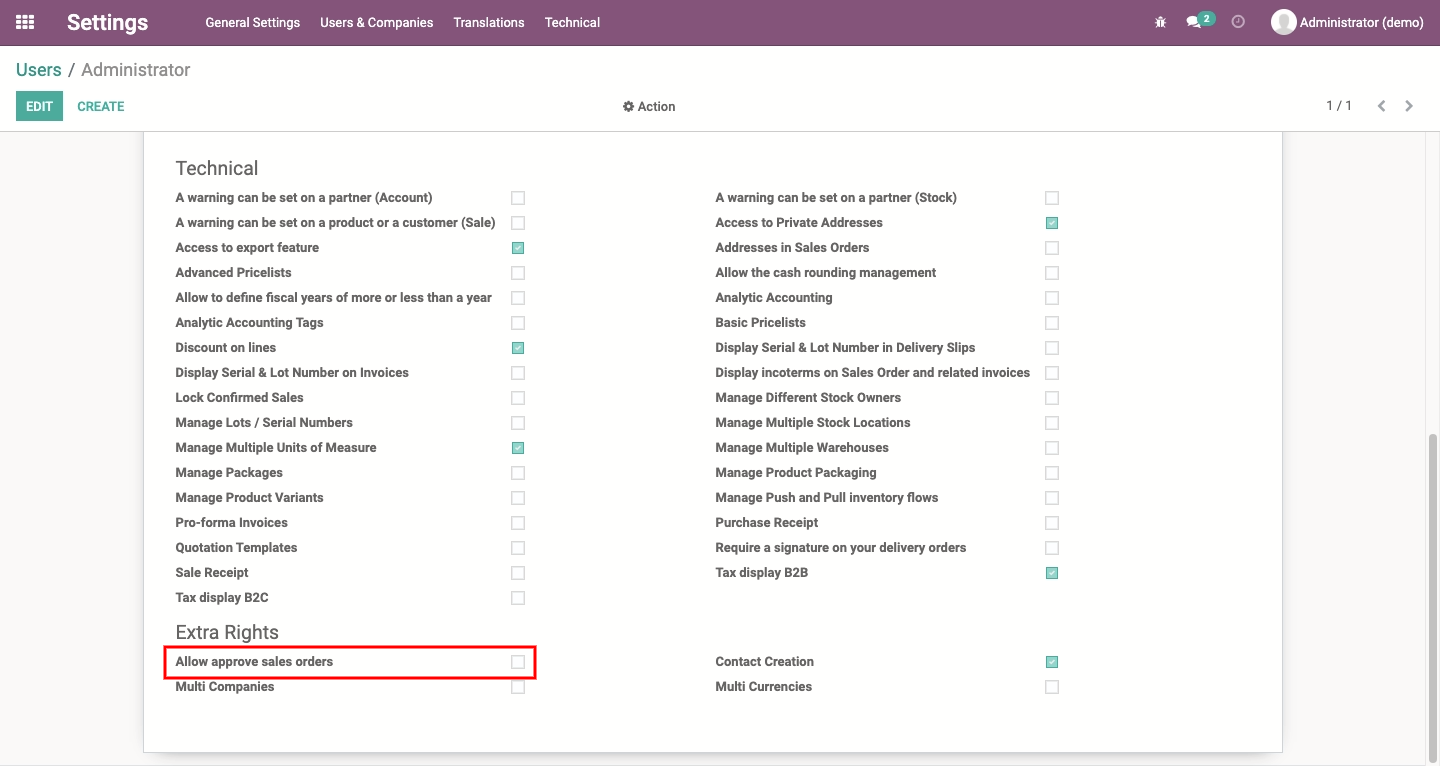 Settings General Settings Users & Companies Translations Technical 2 Administrator (demo)
Users / Administrator
EDIT CREATE Action 1 / 1
Technical
A warning can be set on a partner (Account) A warning can be set on a partner (Stock)
A warning can be set on a product or a customer (Sale) Access to Private Addresses
Access to export feature Addresses in Sales Orders
Advanced Pricelists Allow the cash rounding management
Allow to define fiscal years of more or less than a year Analytic Accounting
Analytic Accounting Tags Basic Pricelists
Discount on lines Display Serial & Lot Number in Delivery Slips
Display Serial & Lot Number on Invoices Display incoterms on Sales Order and related invoices
Lock Confirmed Sales Manage Different Stock Owners
Manage Lots / Serial Numbers Manage Multiple Stock Locations
Manage Multiple Units of Measure Manage Multiple Warehouses
Manage Packages Manage Product Packaging
Manage Product Variants Manage Push and Pull inventory flows
Pro-forma Invoices Purchase Receipt
Quotation Templates Require a signature on your delivery orders
Sale Receipt Tax display B2B
Tax display B2C
Extra Rights
Allow approve sales orders Contact Creation
Multi Companies Multi Currencies